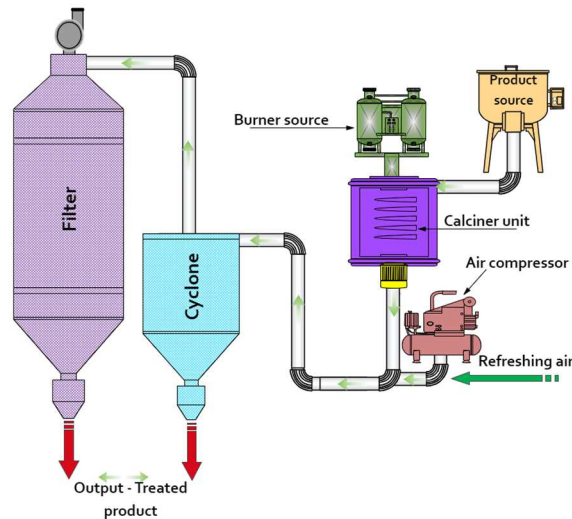 Product
source
Burner source
Calciner unit
Filter
Cyclone
Air compressor
Refreshing air
Output - Treated
product